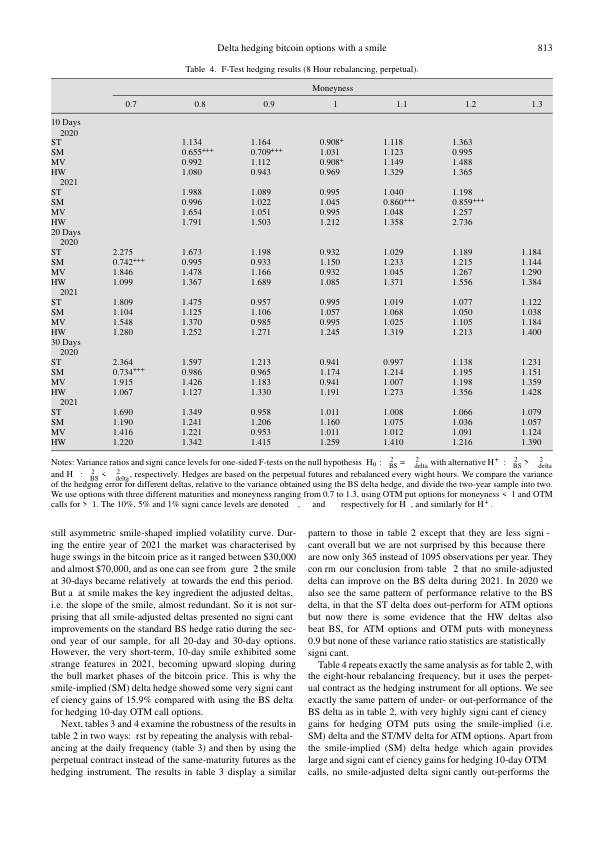 Delta hedging bitcoin options with a smile 813
Table 4. F-Test hedging results (8 Hour rebalancing, perpetual).
Moneyness
0.7 0.8 0.9 1 1.1 1.2 1.3
10 Days
2020
ST 1.134 1.164 0.908+ 1.118 1.363
SM 0.655+++ 0.709+++ 1.031 1.123 0.995
MV 0.992 1.112 0.908+ 1.149 1.488
HW 1.080 0.943 0.969 1.329 1.365
2021
ST 1.988 1.089 0.995 1.040 1.198
SM 0.996 1.022 1.045 0.860+++ 0.859+++
MV 1.654 1.051 0.995 1.048 1.257
HW 1.791 1.503 1.212 1.358 2.736
20 Days
2020
ST 2.275 1.673 1.198 0.932 1.029 1.189 1.184
SM 0.742+++ 0.995 0.933 1.150 1.233 1.215 1.144
MV 1.846 1.478 1.166 0.932 1.045 1.267 1.290
HW 1.099 1.367 1.689 1.085 1.371 1.556 1.384
2021
ST 1.809 1.475 0.957 0.995 1.019 1.077 1.122
SM 1.104 1.125 1.106 1.057 1.068 1.050 1.038
MV 1.548 1.370 0.985 0.995 1.025 1.105 1.184
HW 1.280 1.252 1.271 1.245 1.319 1.213 1.400
30 Days
2020
ST 2.364 1.597 1.213 0.941 0.997 1.138 1.231
SM 0.734+++ 0.986 0.965 1.174 1.214 1.195 1.151
MV 1.915 1.426 1.183 0.941 1.007 1.198 1.359
HW 1.067 1.127 1.330 1.191 1.273 1.356 1.428
2021
ST 1.690 1.349 0.958 1.011 1.008 1.066 1.079
SM 1.190 1.241 1.206 1.160 1.075 1.036 1.057
MV 1.416 1.221 0.953 1.011 1.012 1.091 1.124
HW 1.220 1.342 1.415 1.259 1.410 1.216 1.390
Notes: Variance ratios and signi cance levels for one-sided F-tests on the null hypothesis H0 : 2 BS = 2 delta with alternative H+ : 2 BS > 2 delta
and H : 2 BS < 2 delta, respectively. Hedges are based on the perpetual futures and rebalanced every wight hours. We compare the variance
of the hedging error for different deltas, relative to the variance obtained using the BS delta hedge, and divide the two-year sample into two.
We use options with three different maturities and moneyness ranging from 0.7 to 1.3, using OTM put options for moneyness < 1 and OTM
calls for > 1. The 10%, 5% and 1% signi cance levels are denoted , and respectively for H , and similarly for H+.
still asymmetric smile-shaped implied volatility curve. Dur-
ing the entire year of 2021 the market was characterised by
huge swings in the bitcoin price as it ranged between $30,000
and almost $70,000, and as one can see from gure 2 the smile
at 30-days became relatively at towards the end this period.
But a at smile makes the key ingredient the adjusted deltas,
i.e. the slope of the smile, almost redundant. So it is not sur-
prising that all smile-adjusted deltas presented no signi cant
improvements on the standard BS hedge ratio during the sec-
ond year of our sample, for all 20-day and 30-day options.
However, the very short-term, 10-day smile exhibited some
strange features in 2021, becoming upward sloping during
the bull market phases of the bitcoin price. This is why the
smile-implied (SM) delta hedge showed some very signi cant
ef ciency gains of 15.9% compared with using the BS delta
for hedging 10-day OTM call options.
Next, tables 3 and 4 examine the robustness of the results in
table 2 in two ways: rst by repeating the analysis with rebal-
ancing at the daily frequency (table 3) and then by using the
perpetual contract instead of the same-maturity futures as the
hedging instrument. The results in table 3 display a similar
pattern to those in table 2 except that they are less signi -
cant overall but we are not surprised by this because there
are now only 365 instead of 1095 observations per year. They
con rm our conclusion from table 2 that no smile-adjusted
delta can improve on the BS delta during 2021. In 2020 we
also see the same pattern of performance relative to the BS
delta, in that the ST delta does out-perform for ATM options
but now there is some evidence that the HW deltas also
beat BS, for ATM options and OTM puts with moneyness
0.9 but none of these variance ratio statistics are statistically
signi cant.
Table 4 repeats exactly the same analysis as for table 2, with
the eight-hour rebalancing frequency, but it uses the perpet-
ual contract as the hedging instrument for all options. We see
exactly the same pattern of under- or out-performance of the
BS delta as in table 2, with very highly signi cant ef ciency
gains for hedging OTM puts using the smile-implied (i.e.
SM) delta and the ST/MV delta for ATM options. Apart from
the smile-implied (SM) delta hedge which again provides
large and signi cant ef ciency gains for hedging 10-day OTM
calls, no smile-adjusted delta signi cantly out-performs the